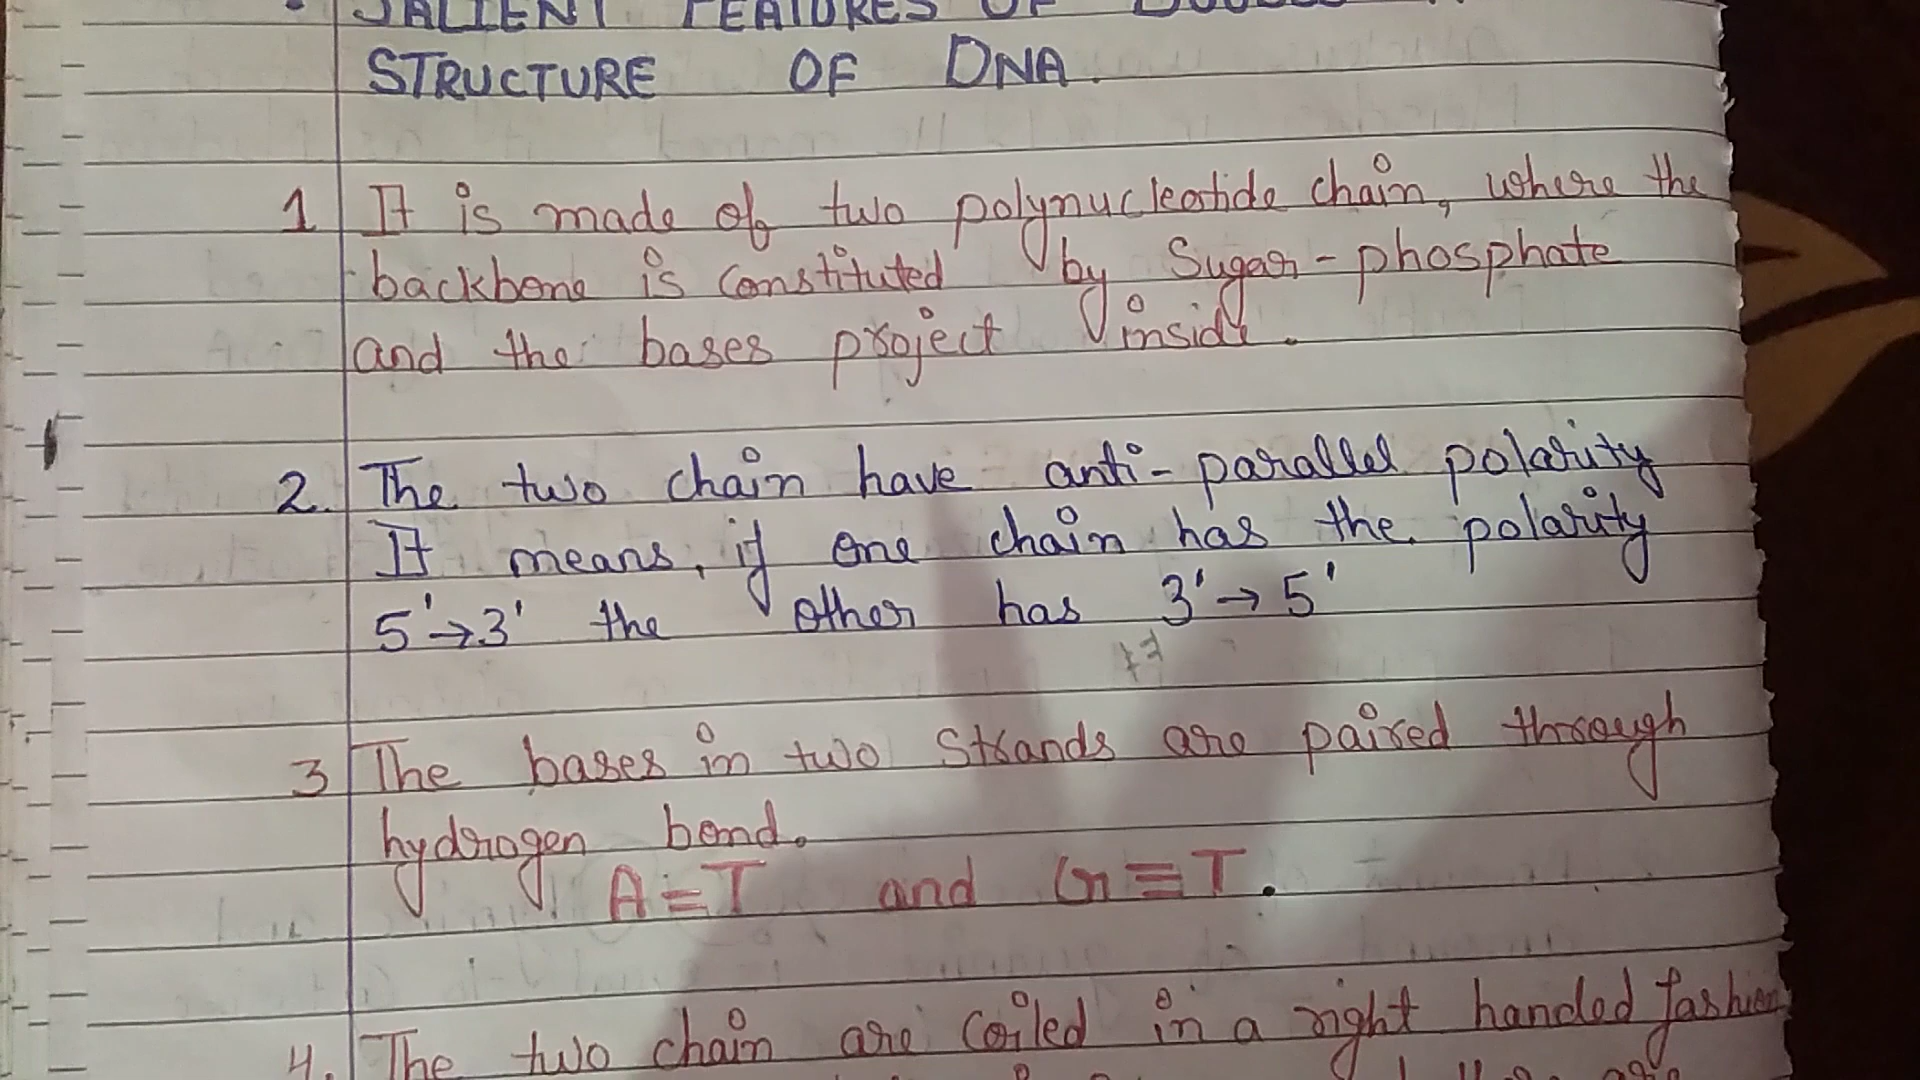 SALIENT FEATURES OF
STRUCTURE OF DNA.
1 It is made of two polynucleotide chain, where the
backbone is constituted by Sugar-phosphate
and the bases project inside.
2. The two chain have anti-parallel polarity
It means, if one chain has the polarity
5'→3' the other has 3'→5'
3 The bases in two strands are paired through
hydrogen bond.
A=T and G≡T.
4. The two chain are coiled in a right handed fashion